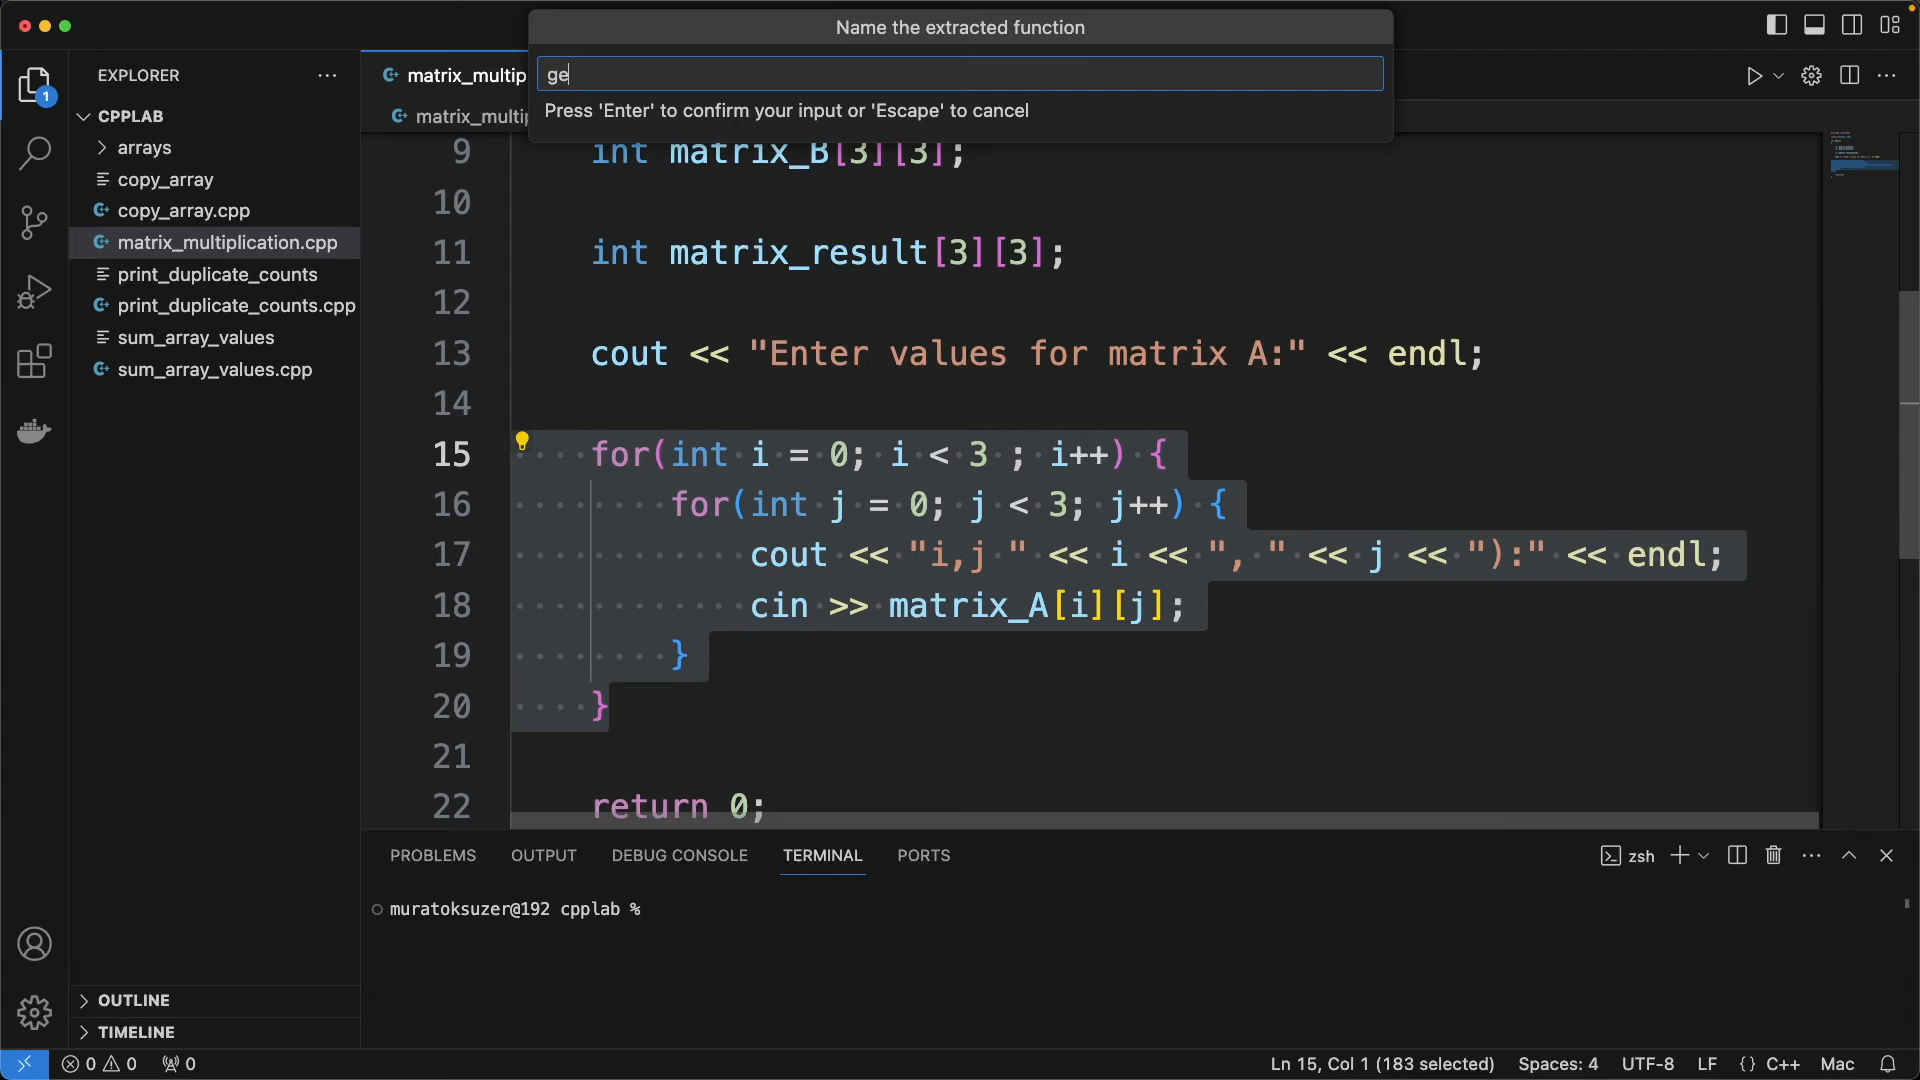 Name the extracted function
ge
Press 'Enter' to confirm your input or 'Escape' to cancel
EXPLORER
1
CPPLAB
arrays
copy_array
copy_array.cpp
matrix_multiplication.cpp
print_duplicate_counts
print_duplicate_counts.cpp
sum_array_values
sum_array_values.cpp
OUTLINE
TIMELINE
matrix_multip
matrix_multip
9 int matrix_B[3][3];
10
11 int matrix_result[3][3];
12
13 cout << "Enter values for matrix A:" << endl;
14
15 for(int i = 0; i < 3 ; i++) {
16 for(int j = 0; j < 3; j++) {
17 cout << "i,j " << i << ", " << j << "):" << endl;
18 cin >> matrix_A[i][j];
19 }
20 }
21
22 return 0;
PROBLEMS OUTPUT DEBUG CONSOLE TERMINAL PORTS
zsh
muratoksuzer@192 cpplab %
0 0 0
Ln 15, Col 1 (183 selected) Spaces: 4 UTF-8 LF {} C++ Mac